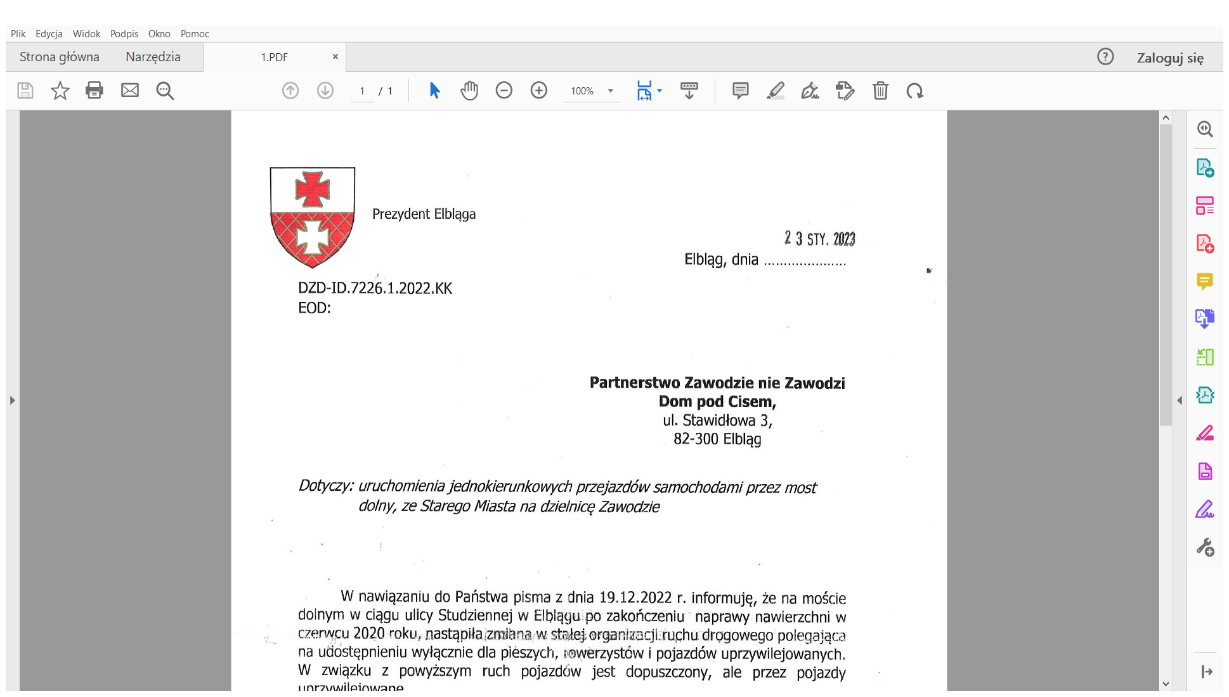 Plik Edycja Widok Podpis Okno Pomoc
Strona główna Narzędzia 1.PDF × ? Zaloguj się
1 / 1 100%
Prezydent Elbląga
2 3 STY. 2023
Elbląg, dnia .....................
DZD-ID.7226.1.2022.KK
EOD:
Partnerstwo Zawodzie nie Zawodzi
Dom pod Cisem,
ul. Stawidłowa 3,
82-300 Elbląg
Dotyczy: uruchomienia jednokierunkowych przejazdów samochodami przez most
dolny, ze Starego Miasta na dzielnicę Zawodzie
W nawiązaniu do Państwa pisma z dnia 19.12.2022 r. informuję, że na moście
dolnym w ciągu ulicy Studziennej w Elblągu po zakończeniu naprawy nawierzchni w
czerwcu 2020 roku, nastąpiła zmiana w stałej organizacji ruchu drogowego polegająca
na udostępnieniu wyłącznie dla pieszych, rowerzystów i pojazdów uprzywilejowanych.
W związku z powyższym ruch pojazdów jest dopuszczony, ale przez pojazdy
uprzywilejowane